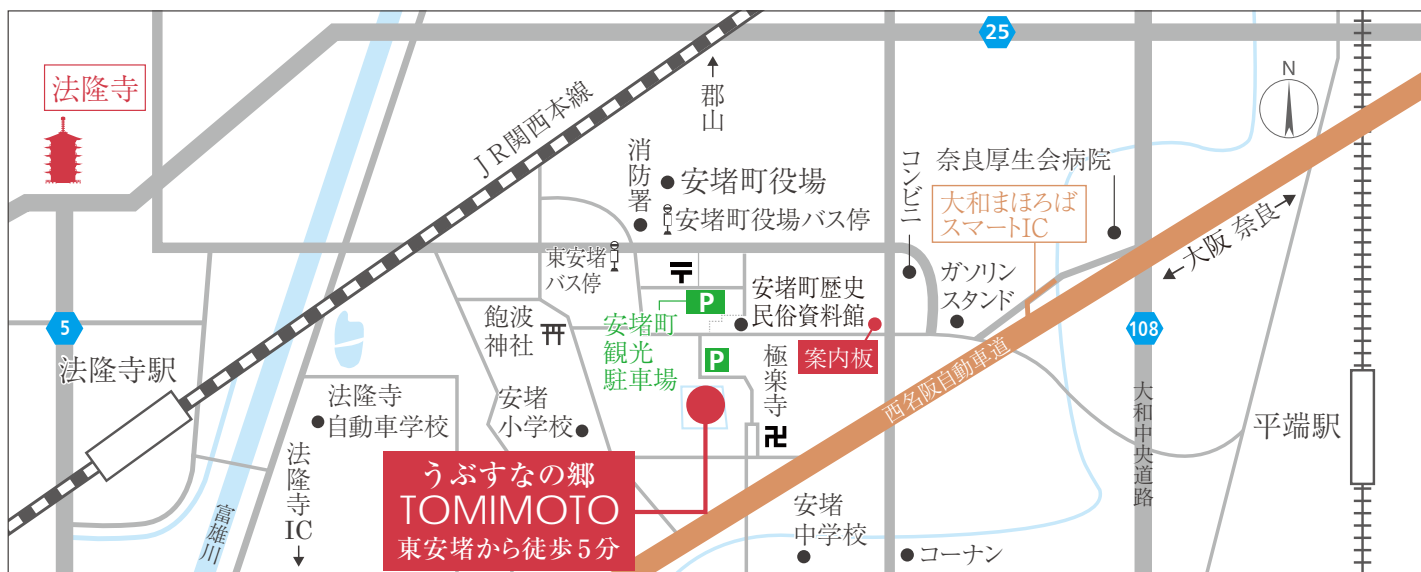 25
法隆寺
JR関西本線
↑
郡山
N
消防署
安堵町役場
安堵町役場バス停
コンビニ
奈良厚生会病院
大和まほろば
スマートIC
←大阪 奈良→
東安堵
バス停
〒
P
安堵町歴史
民俗資料館
ガソリン
スタンド
5
108
飽波
神社
安堵町
観光
駐車場
P
案内板
法隆寺駅
極楽寺
卍
西名阪自動車道
大和中央道路
平端駅
法隆寺
自動車学校
安堵
小学校
法隆寺IC
↓
富雄川
うぶすなの郷
TOMIMOTO
東安堵から徒歩5分
安堵
中学校
コーナン